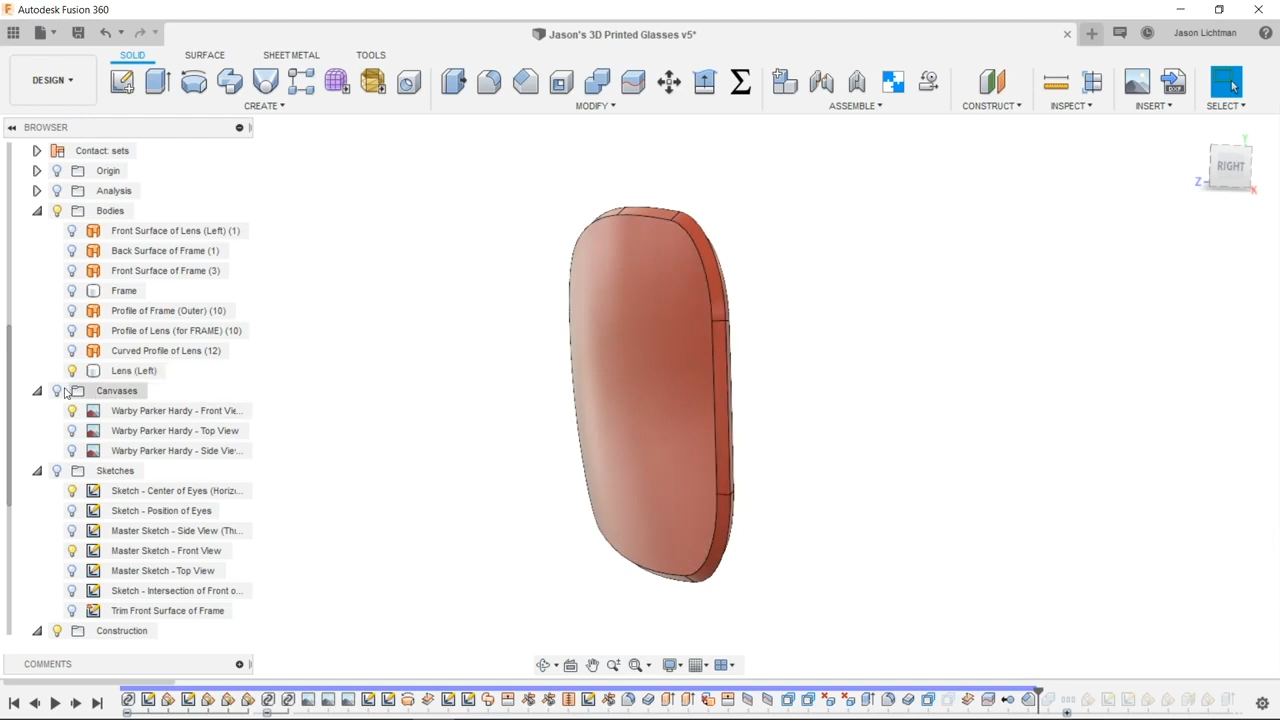 Autodesk Fusion 360
Jason's 3D Printed Glasses v5*
Jason Lichtman
DESIGN
SOLID
SURFACE
SHEET METAL
TOOLS
CREATE
MODIFY
ASSEMBLE
CONSTRUCT
INSPECT
INSERT
SELECT
BROWSER
Contact: sets
Origin
Analysis
Bodies
Front Surface of Lens (Left) (1)
Back Surface of Frame (1)
Front Surface of Frame (3)
Frame
Profile of Frame (Outer) (10)
Profile of Lens (for FRAME) (10)
Curved Profile of Lens (12)
Lens (Left)
Canvases
Warby Parker Hardy - Front Vie...
Warby Parker Hardy - Top View
Warby Parker Hardy - Side Vie...
Sketches
Sketch - Center of Eyes (Horiz...
Sketch - Position of Eyes
Master Sketch - Side View (Thr...
Master Sketch - Front View
Master Sketch - Top View
Sketch - Intersection of Front o...
Trim Front Surface of Frame
Construction
COMMENTS
Y
RIGHT
Z
X